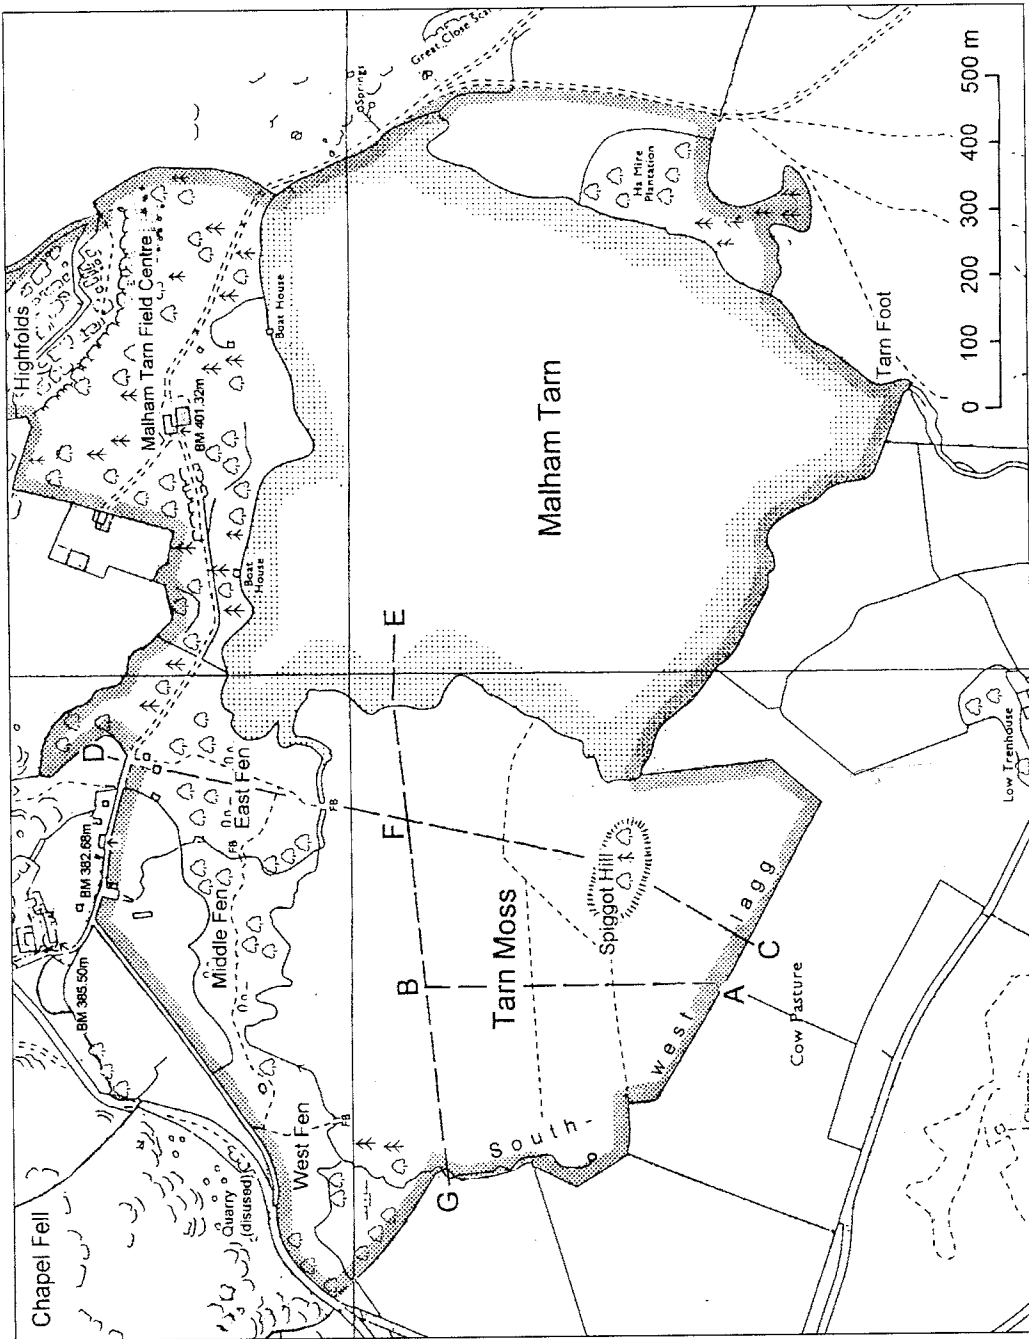 Chapel Fell
Quarry
(disused)
BM 385.50m
BM 382.68m
D
Highfolds
Malham Tarn Field Centre
BM 401.32m
Springs
Great Close Scar
West Fen
FB
Middle Fen
FB
East Fen
FB
Boat House
Boat House
G
B
F
E
Malham Tarn
Ha Mire
Plantation
South-
west
lagg
Tarn Moss
Spiggot Hill
A
C
Cow Pasture
Low Trenhouse
Tarn Foot
0 100 200 300 400 500 m